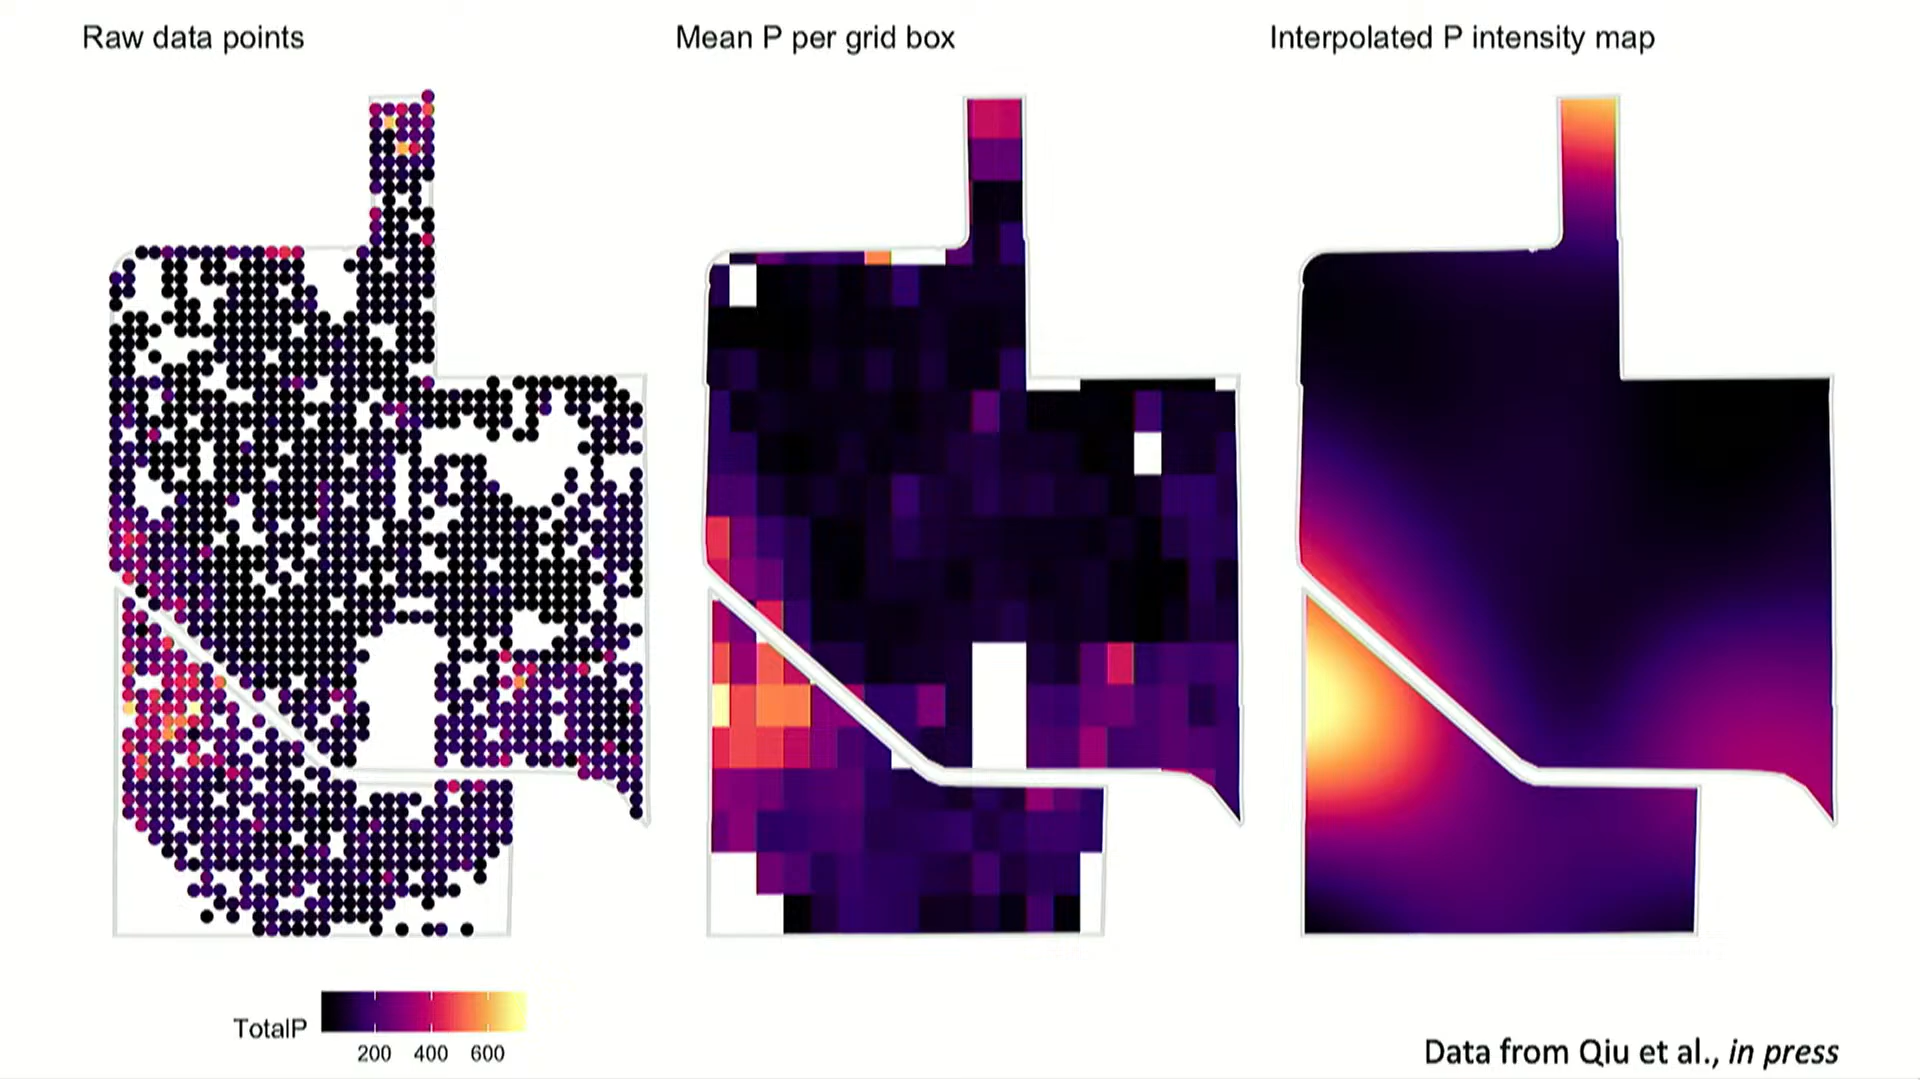 Raw data points
Mean P per grid box
Interpolated P intensity map
TotalP
200 400 600
Data from Qiu et al., in press